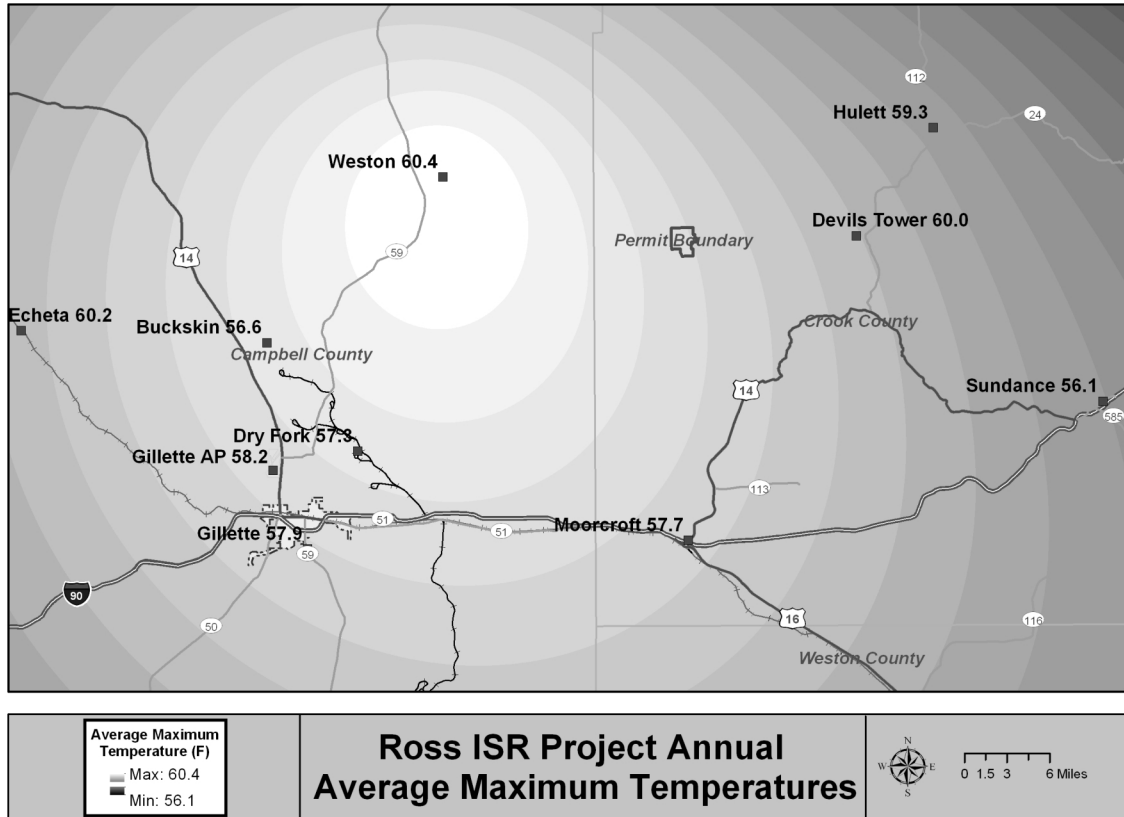 112
Hulett 59.3
24
Weston 60.4
Devils Tower 60.0
Permit Boundary
59
14
Echeta 60.2
Buckskin 56.6
Campbell County
Crook County
14
Sundance 56.1
585
Dry Fork 57.3
Gillette AP 58.2
113
51
51
Moorcroft 57.7
Gillette 57.9
59
90
50
16
116
Weston County
Average Maximum
Temperature (F)
Max: 60.4
Min: 56.1
Ross ISR Project Annual
Average Maximum Temperatures
N
W
E
S
0 1.5 3 6 Miles